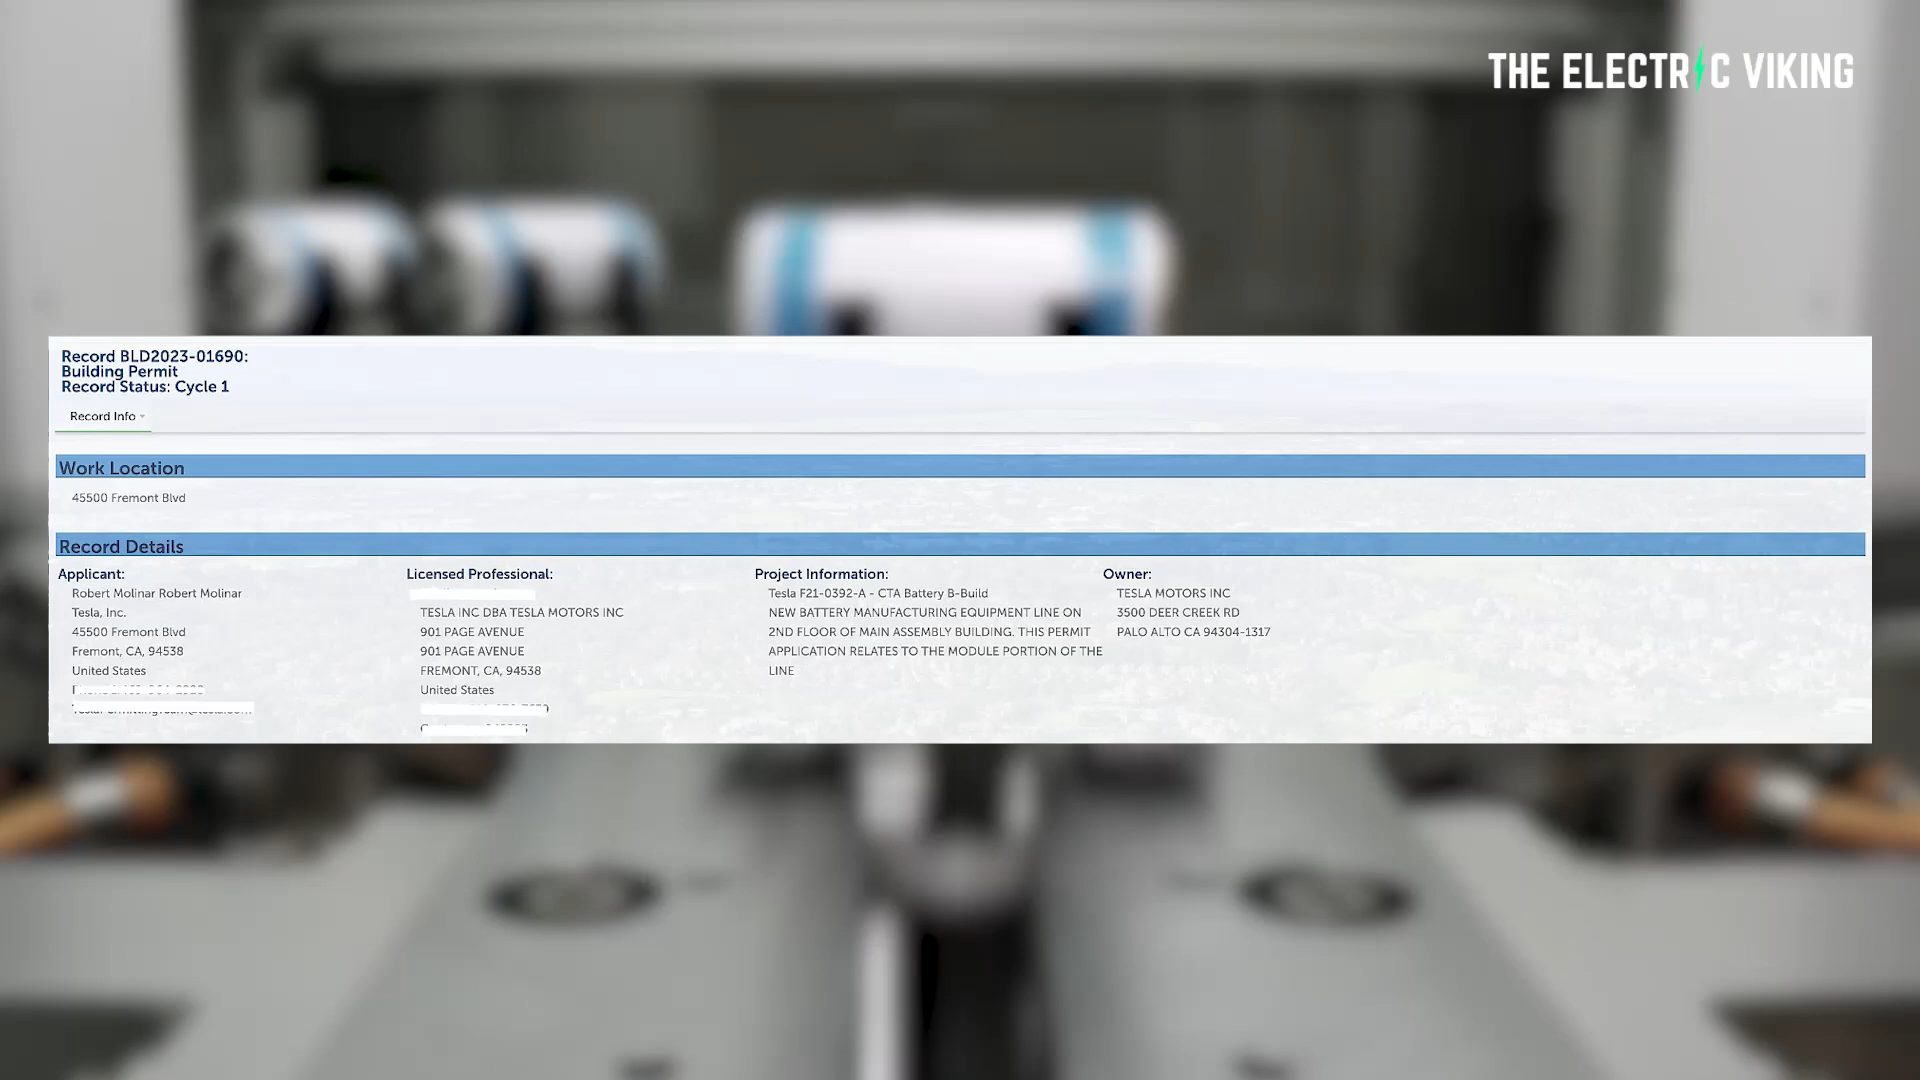 THE ELECTRIC VIKING
Record BLD2023-01690:
Building Permit
Record Status: Cycle 1
Record Info
Work Location
45500 Fremont Blvd
Record Details
Applicant:
Robert Molinar Robert Molinar
Tesla, Inc.
45500 Fremont Blvd
Fremont, CA, 94538
United States
Licensed Professional:
TESLA INC DBA TESLA MOTORS INC
901 PAGE AVENUE
901 PAGE AVENUE
FREMONT, CA, 94538
United States
Project Information:
Tesla F21-0392-A - CTA Battery B-Build
NEW BATTERY MANUFACTURING EQUIPMENT LINE ON
2ND FLOOR OF MAIN ASSEMBLY BUILDING. THIS PERMIT
APPLICATION RELATES TO THE MODULE PORTION OF THE
LINE
Owner:
TESLA MOTORS INC
3500 DEER CREEK RD
PALO ALTO CA 94304-1317